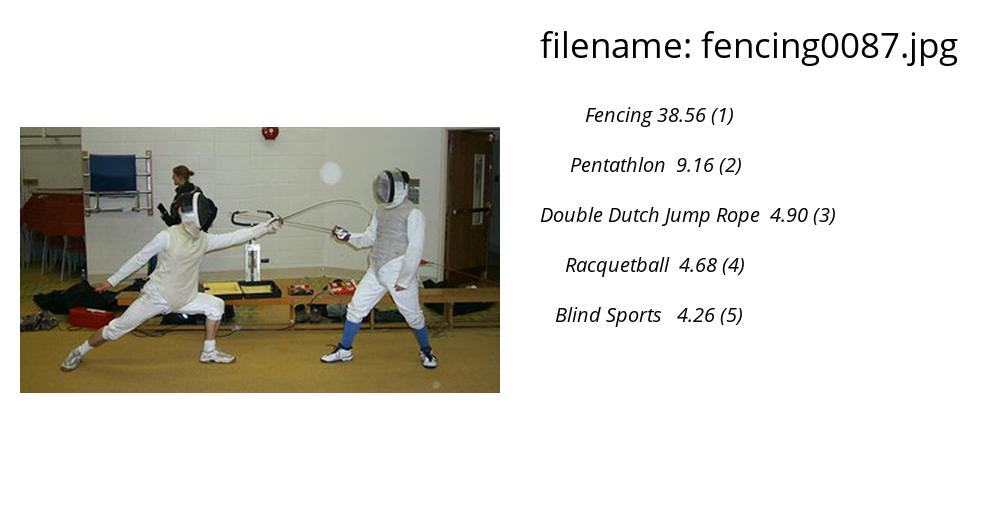 filename: fencing0087.jpg
Fencing 38.56 (1)
Pentathlon 9.16 (2)
Double Dutch Jump Rope 4.90 (3)
Racquetball 4.68 (4)
Blind Sports 4.26 (5)